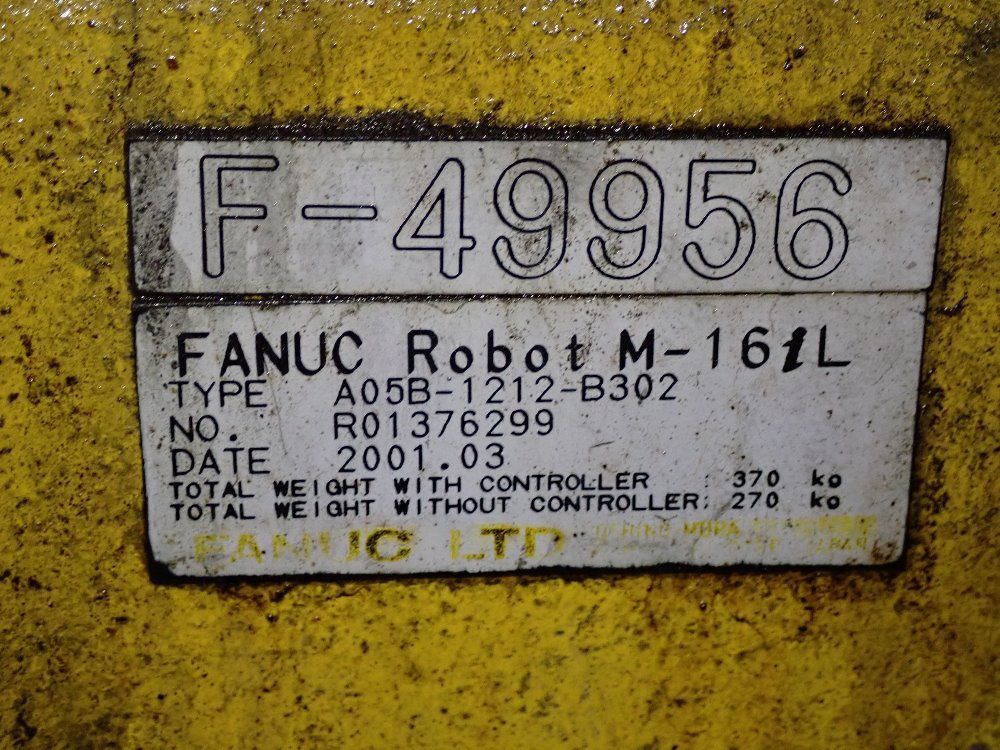 F-49956
FANUC Robot M-16iL
TYPE A05B-1212-B302
NO. R01376299
DATE 2001.03
TOTAL WEIGHT WITH CONTROLLER : 370 kg
TOTAL WEIGHT WITHOUT CONTROLLER: 270 kg
FANUC LTD
JAPAN